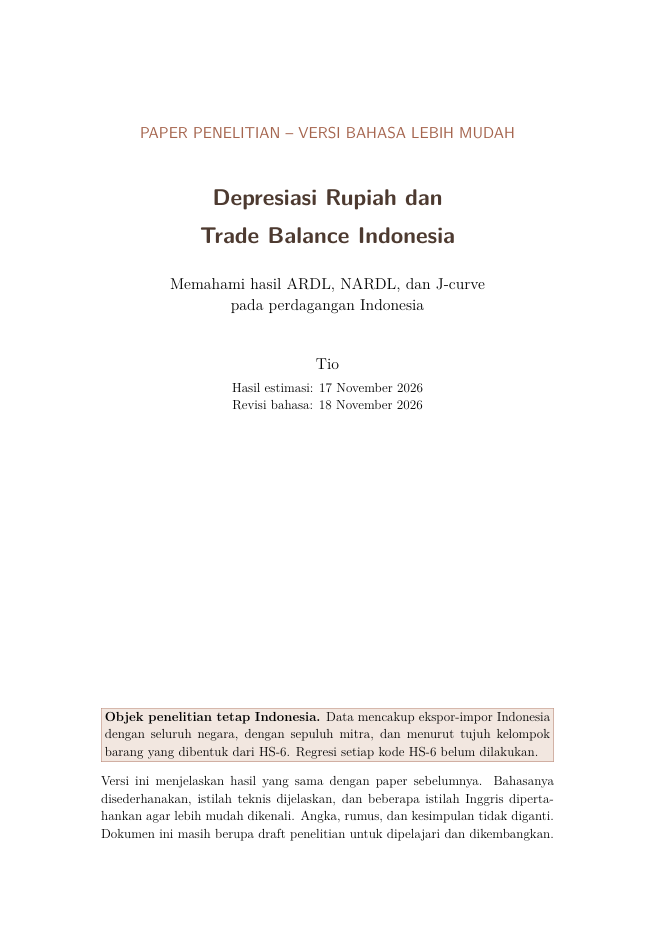 PAPER PENELITIAN – VERSI BAHASA LEBIH MUDAH
Depresiasi Rupiah dan
Trade Balance Indonesia
Memahami hasil ARDL, NARDL, dan J-curve
pada perdagangan Indonesia
Tio
Hasil estimasi: 17 November 2026
Revisi bahasa: 18 November 2026
Objek penelitian tetap Indonesia. Data mencakup ekspor-impor Indonesia
dengan seluruh negara, dengan sepuluh mitra, dan menurut tujuh kelompok
barang yang dibentuk dari HS-6. Regresi setiap kode HS-6 belum dilakukan.
Versi ini menjelaskan hasil yang sama dengan paper sebelumnya. Bahasanya
disederhanakan, istilah teknis dijelaskan, dan beberapa istilah Inggris diperta-
hankan agar lebih mudah dikenali. Angka, rumus, dan kesimpulan tidak diganti.
Dokumen ini masih berupa draft penelitian untuk dipelajari dan dikembangkan.